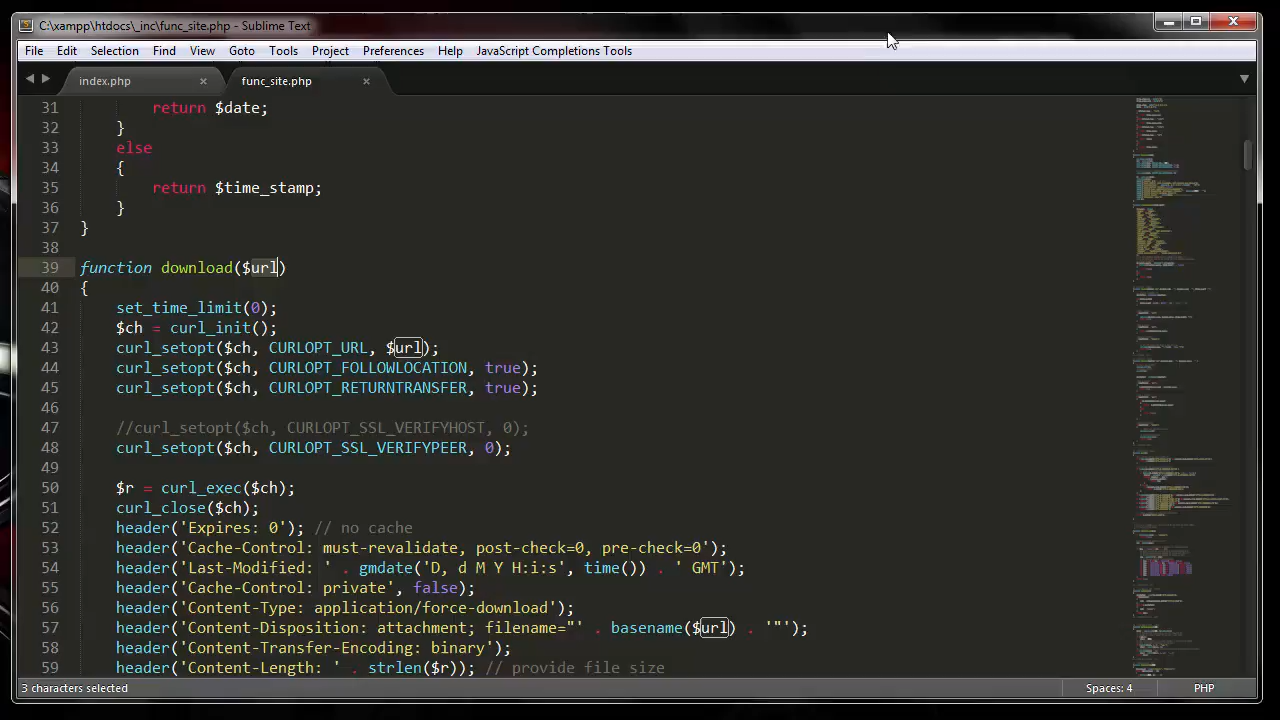 C:\xampp\htdocs\_inc\func_site.php - Sublime Text
File Edit Selection Find View Goto Tools Project Preferences Help JavaScript Completions Tools
index.php × func_site.php ×
31 return $date;
32 }
33 else
34 {
35 return $time_stamp;
36 }
37 }
38
39 function download($url)
40 {
41 set_time_limit(0);
42 $ch = curl_init();
43 curl_setopt($ch, CURLOPT_URL, $url);
44 curl_setopt($ch, CURLOPT_FOLLOWLOCATION, true);
45 curl_setopt($ch, CURLOPT_RETURNTRANSFER, true);
46
47 //curl_setopt($ch, CURLOPT_SSL_VERIFYHOST, 0);
48 curl_setopt($ch, CURLOPT_SSL_VERIFYPEER, 0);
49
50 $r = curl_exec($ch);
51 curl_close($ch);
52 header('Expires: 0'); // no cache
53 header('Cache-Control: must-revalidate, post-check=0, pre-check=0');
54 header('Last-Modified: ' . gmdate('D, d M Y H:i:s', time()) . ' GMT');
55 header('Cache-Control: private', false);
56 header('Content-Type: application/force-download');
57 header('Content-Disposition: attachment; filename="' . basename($url) . '"');
58 header('Content-Transfer-Encoding: binary');
59 header('Content-Length: ' . strlen($r)); // provide file size
3 characters selected Spaces: 4 PHP